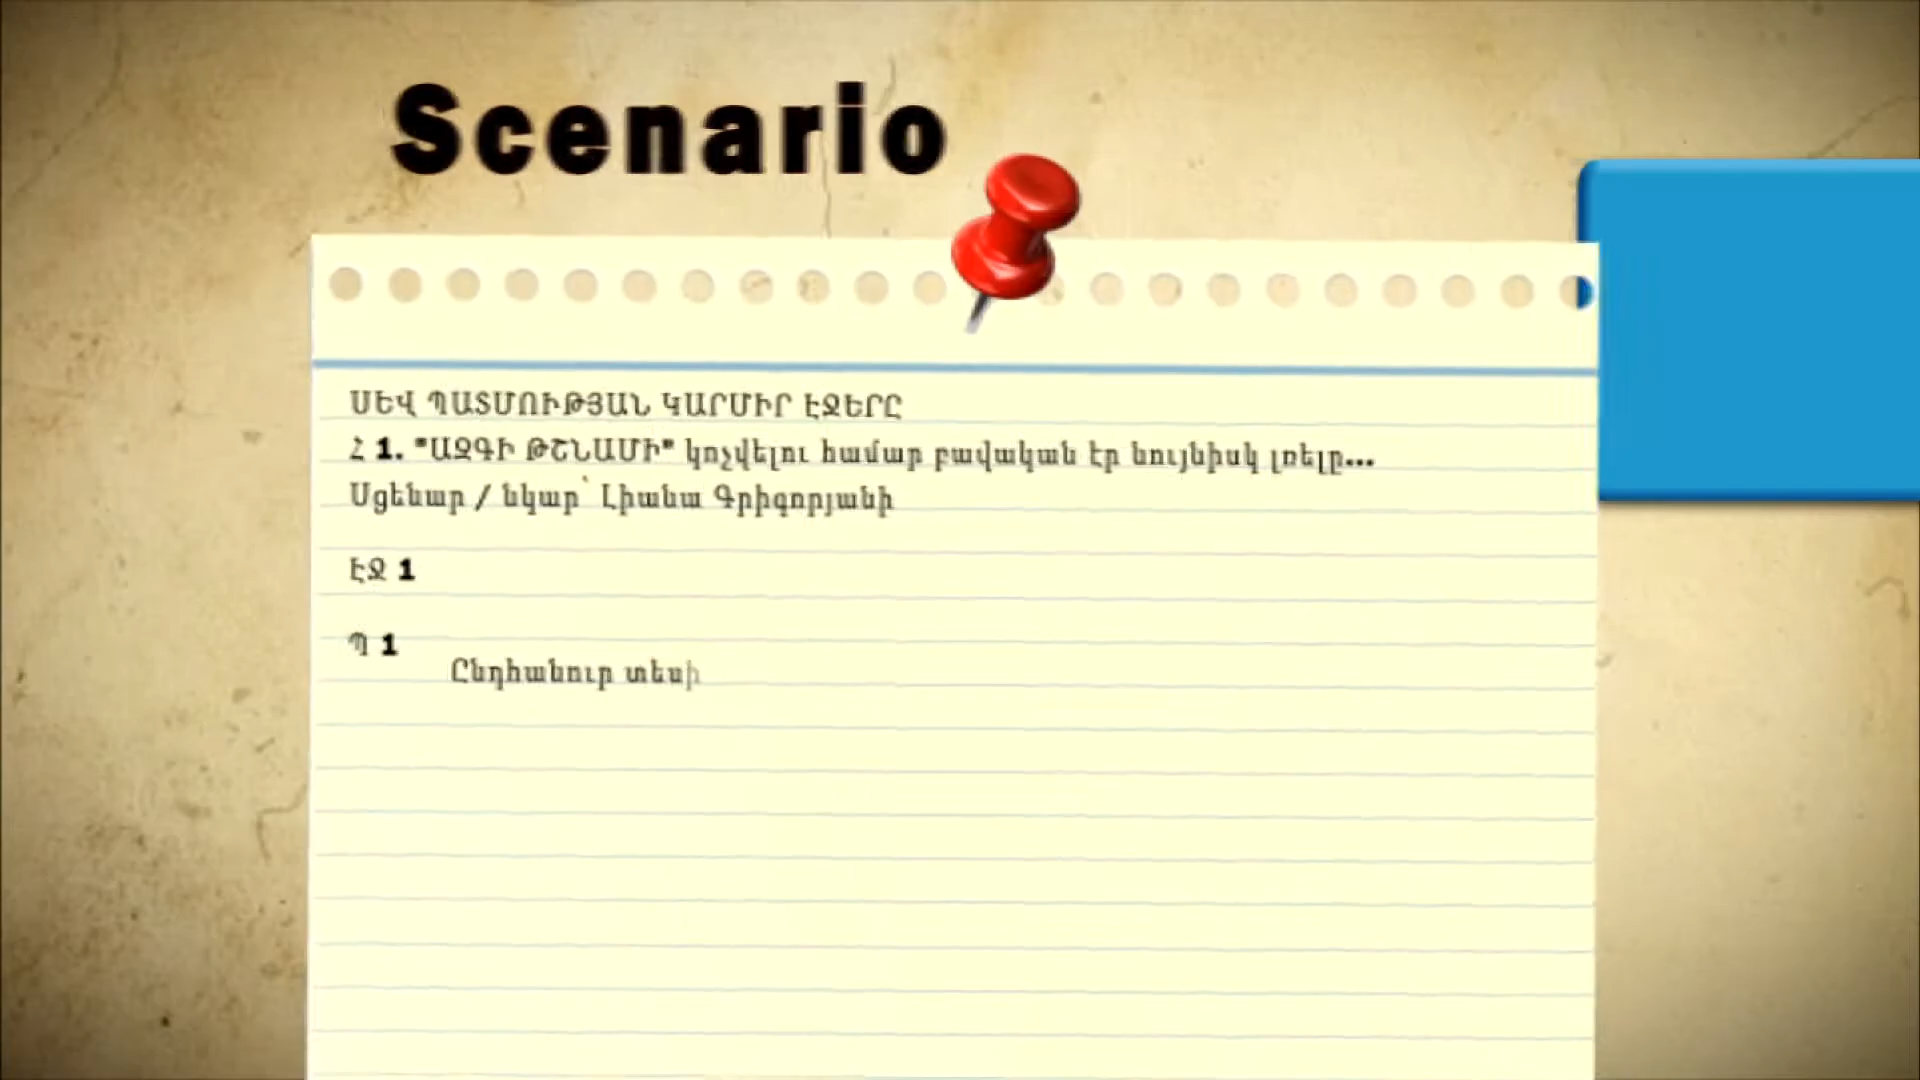 Scenario
ՍԵՎ ՊԱՏՄՈՒԹՅԱՆ ԿԱՐՄԻՐ ԷՋԵՐԸ
Հ 1. "ԱԶԳԻ ԹՇՆԱՄԻ" կոչվելու համար բավական էր նույնիսկ լռելը...
Սցենար / նկար՝ Լիանա Գրիգորյանի
ԷՋ 1
Պ 1
Ընդհանուր տեսի